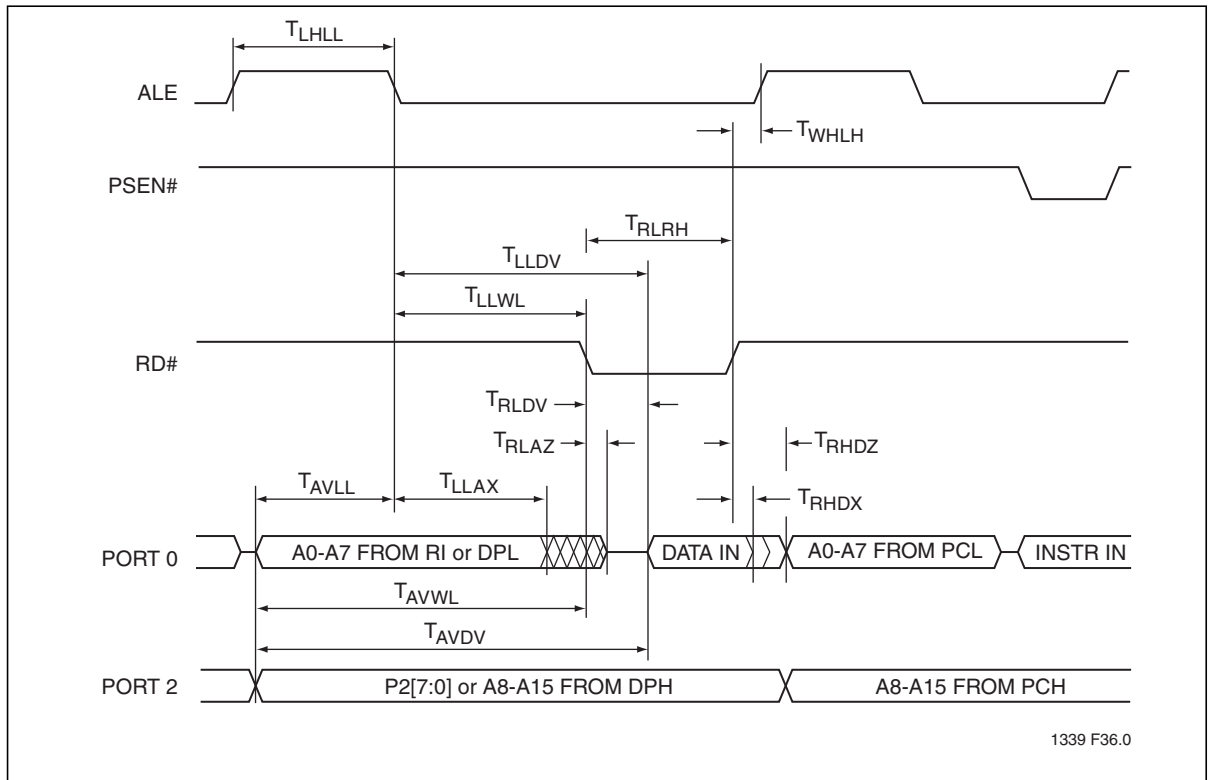 TLHLL
ALE
TWHLH
PSEN#
TRLRH
TLLDV
TLLWL
RD#
TRLDV
TRLAZ
TRHDZ
TAVLL
TLLAX
TRHDX
PORT 0
A0-A7 FROM RI or DPL
DATA IN
A0-A7 FROM PCL
INSTR IN
TAVWL
TAVDV
PORT 2
P2[7:0] or A8-A15 FROM DPH
A8-A15 FROM PCH
1339 F36.0